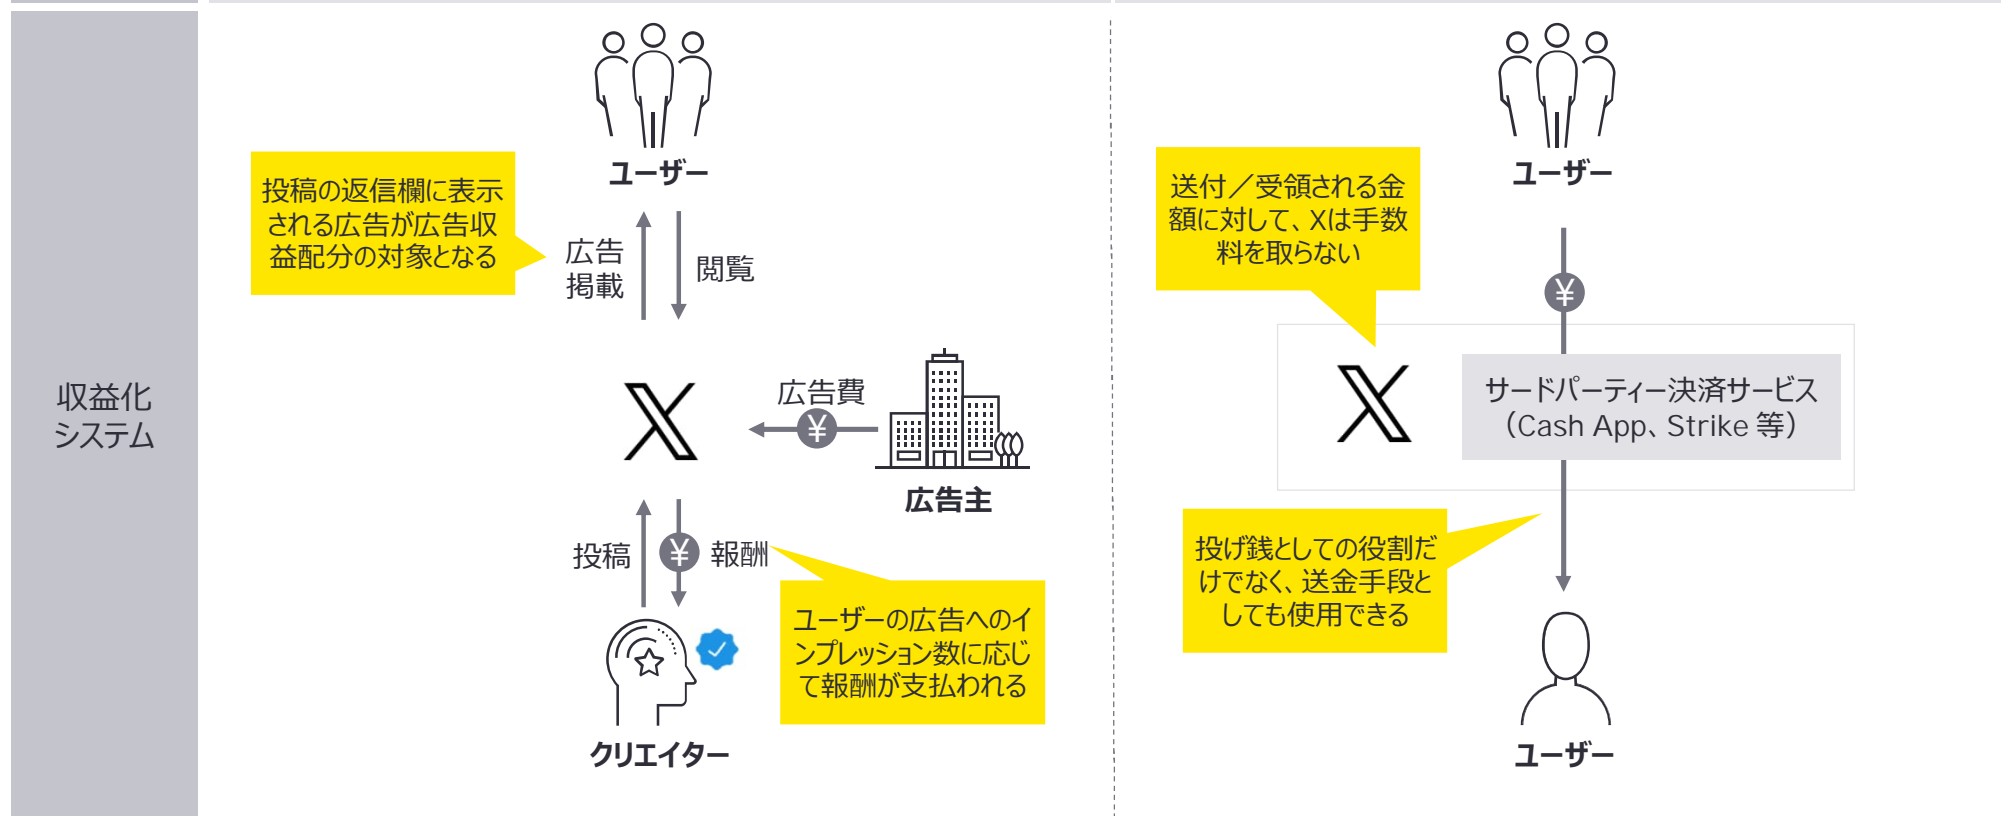 収益化
システム
ユーザー
投稿の返信欄に表示
される広告が広告収
益配分の対象となる
広告
掲載
閲覧
広告費
¥
広告主
投稿
¥
報酬
ユーザーの広告へのイ
ンプレッション数に応じ
て報酬が支払われる
クリエイター
ユーザー
送付／受領される金
額に対して、Xは手数
料を取らない
¥
サードパーティー決済サービス
（Cash App、Strike 等）
投げ銭としての役割だ
けでなく、送金手段と
しても使用できる
ユーザー